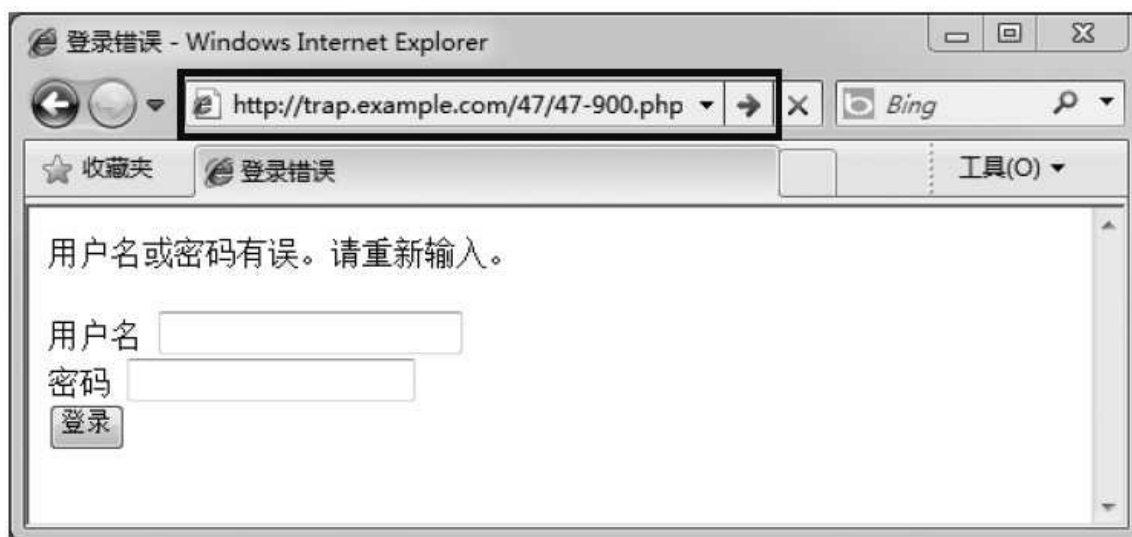 登录错误 - Windows Internet Explorer
http://trap.example.com/47/47-900.php
Bing
收藏夹
登录错误
工具(O)
用户名或密码有误。请重新输入。
用户名
密码
登录